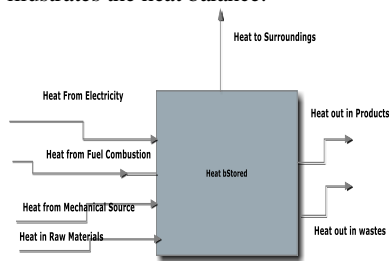 illustrates the heat balance.
Heat to Surroundings
Heat From Electricity
Heat out in Products
Heat from Fuel Combustion
Heat bStored
Heat from Mechanical Source
Heat out in wastes
Heat in Raw Materials